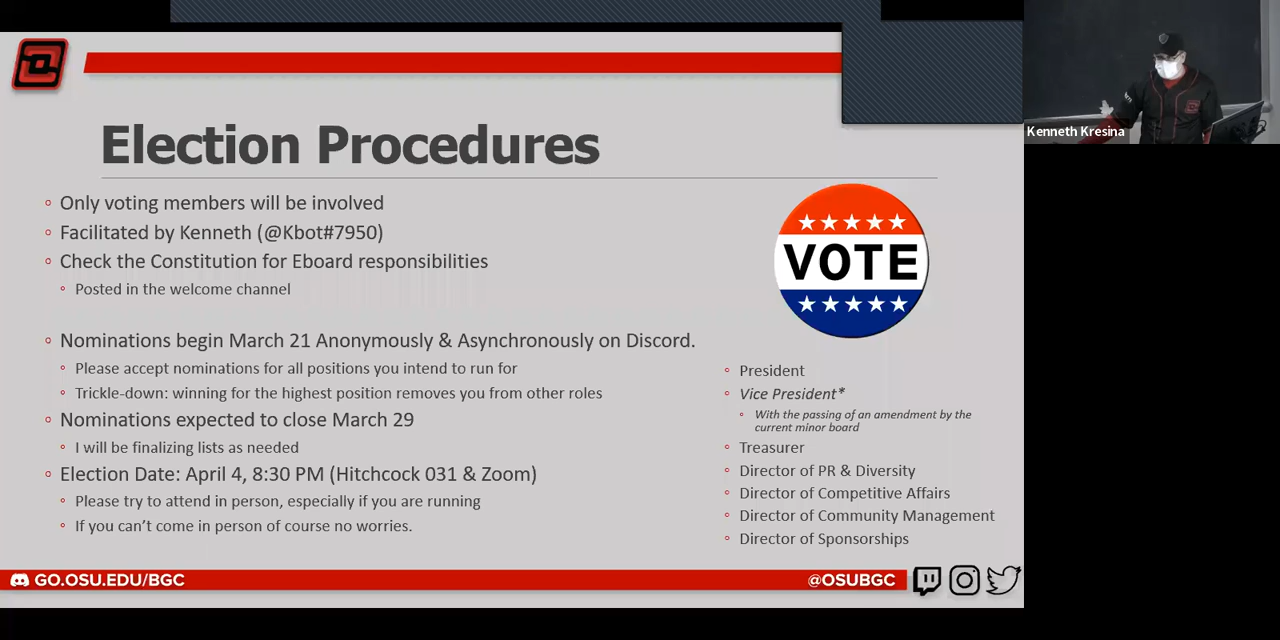 Election Procedures
Only voting members will be involved
Facilitated by Kenneth (@Kbot#7950)
Check the Constitution for Eboard responsibilities
Posted in the welcome channel
Nominations begin March 21 Anonymously & Asynchronously on Discord.
Please accept nominations for all positions you intend to run for
Trickle-down: winning for the highest position removes you from other roles
Nominations expected to close March 29
I will be finalizing lists as needed
Election Date: April 4, 8:30 PM (Hitchcock 031 & Zoom)
Please try to attend in person, especially if you are running
If you can’t come in person of course no worries.
VOTE
President
Vice President*
With the passing of an amendment by the
current minor board
Treasurer
Director of PR & Diversity
Director of Competitive Affairs
Director of Community Management
Director of Sponsorships
GO.OSU.EDU/BGC
@OSUBGC
Kenneth Kresina